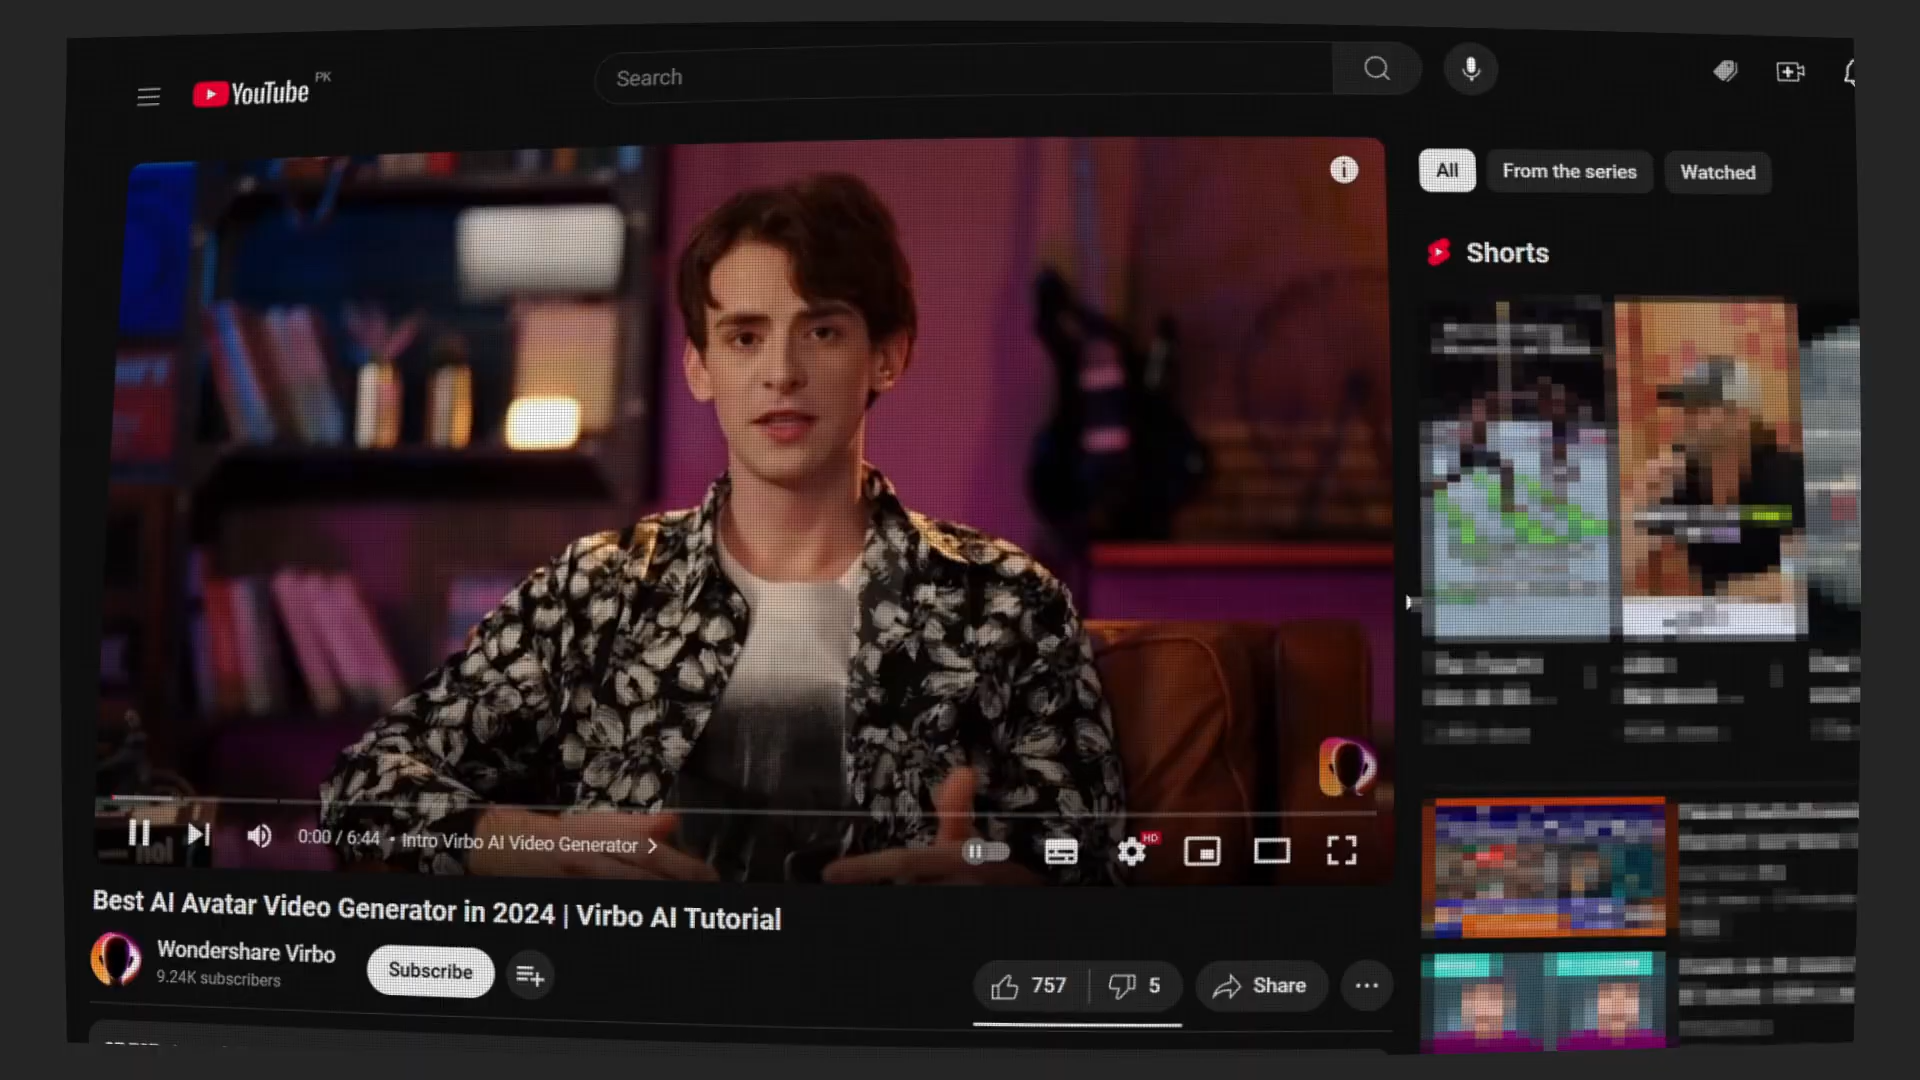 YouTube PK
Search
All
From the series
Watched
Shorts
0:00 / 6:44 • Intro Virbo AI Video Generator
HD
Best AI Avatar Video Generator in 2024 | Virbo AI Tutorial
Wondershare Virbo
9.24K subscribers
Subscribe
757
5
Share